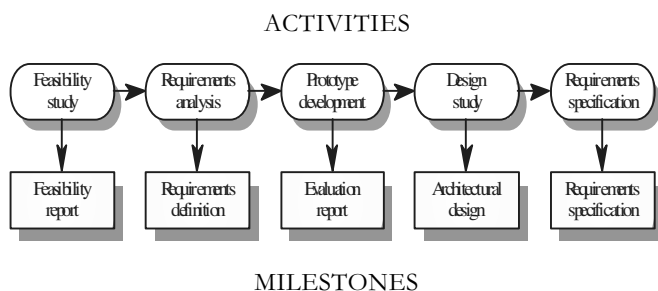 ACTIVITIES
Feasibility
study
Requirements
analysis
Prototype
development
Design
study
Requirements
specification
Feasibility
report
Requirements
definition
Evaluation
report
Architectural
design
Requirements
specification
MILESTONES